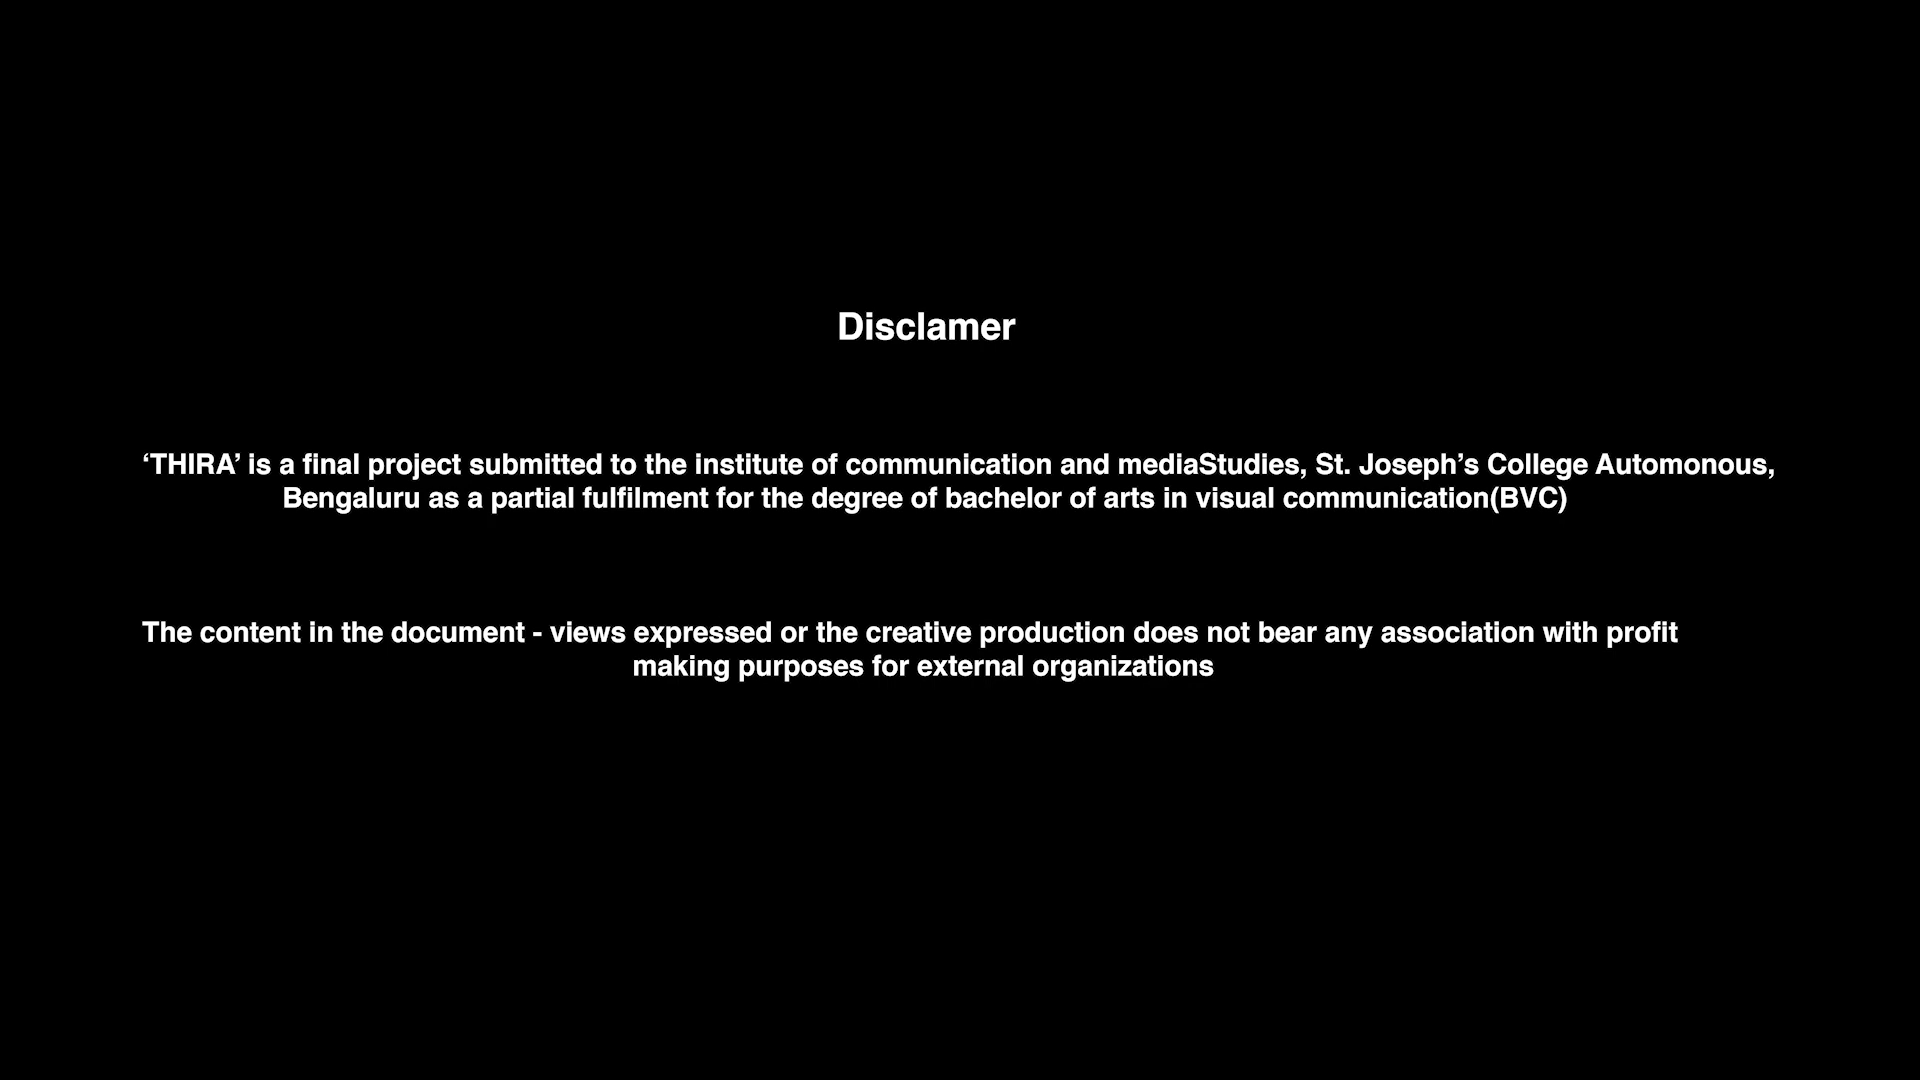 Disclamer
‘THIRA’ is a final project submitted to the institute of communication and mediaStudies, St. Joseph’s College Automonous,
Bengaluru as a partial fulfilment for the degree of bachelor of arts in visual communication(BVC)
The content in the document - views expressed or the creative production does not bear any association with profit
making purposes for external organizations